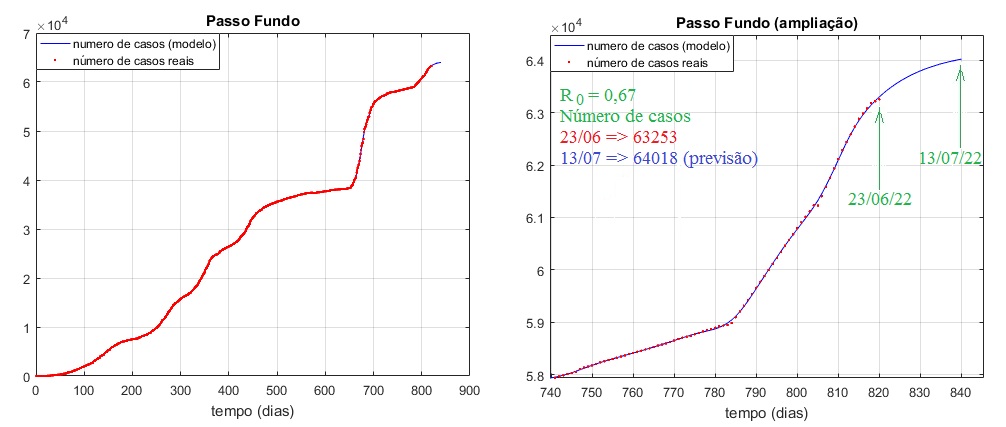 Passo Fundo
×10⁴
7
6
5
4
3
2
1
0
0 100 200 300 400 500 600 700 800 900
tempo (dias)
numero de casos (modelo)
número de casos reais
Passo Fundo (ampliação)
×10⁴
6.4
6.3
6.2
6.1
6
5.9
5.8
740 750 760 770 780 790 800 810 820 830 840
tempo (dias)
numero de casos (modelo)
número de casos reais
R₀ = 0,67
Número de casos
23/06 => 63253
13/07 => 64018 (previsão)
13/07/22
23/06/22